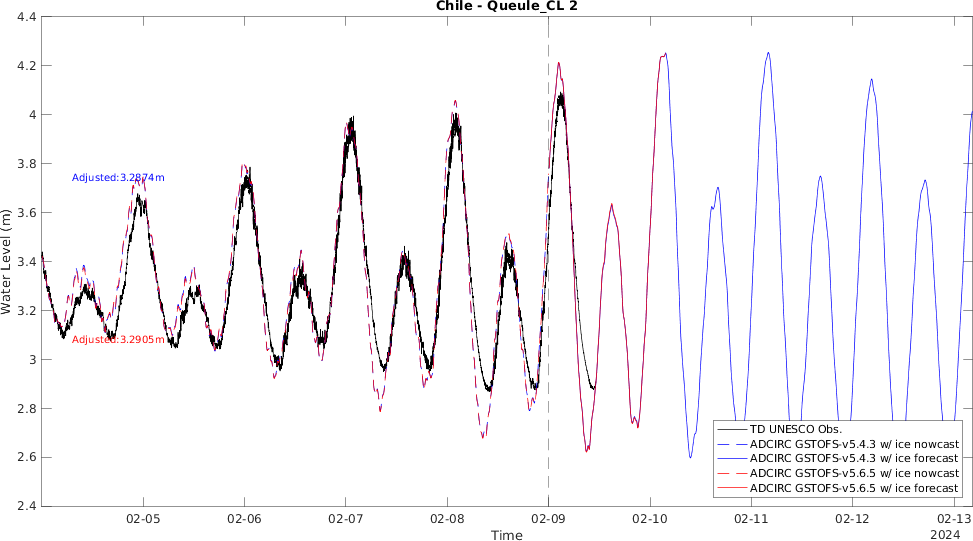 Chile - Queule_CL 2
4.4
4.2
4
3.8
3.6
3.4
3.2
3
2.8
2.6
2.4
Water Level (m)
Adjusted:3.2874m
Adjusted:3.2905m
TD UNESCO Obs.
ADCIRC GSTOFS-v5.4.3 w/ ice nowcast
ADCIRC GSTOFS-v5.4.3 w/ ice forecast
ADCIRC GSTOFS-v5.6.5 w/ ice nowcast
ADCIRC GSTOFS-v5.6.5 w/ ice forecast
02-05 02-06 02-07 02-08 02-09 02-10 02-11 02-12 02-13
Time
2024